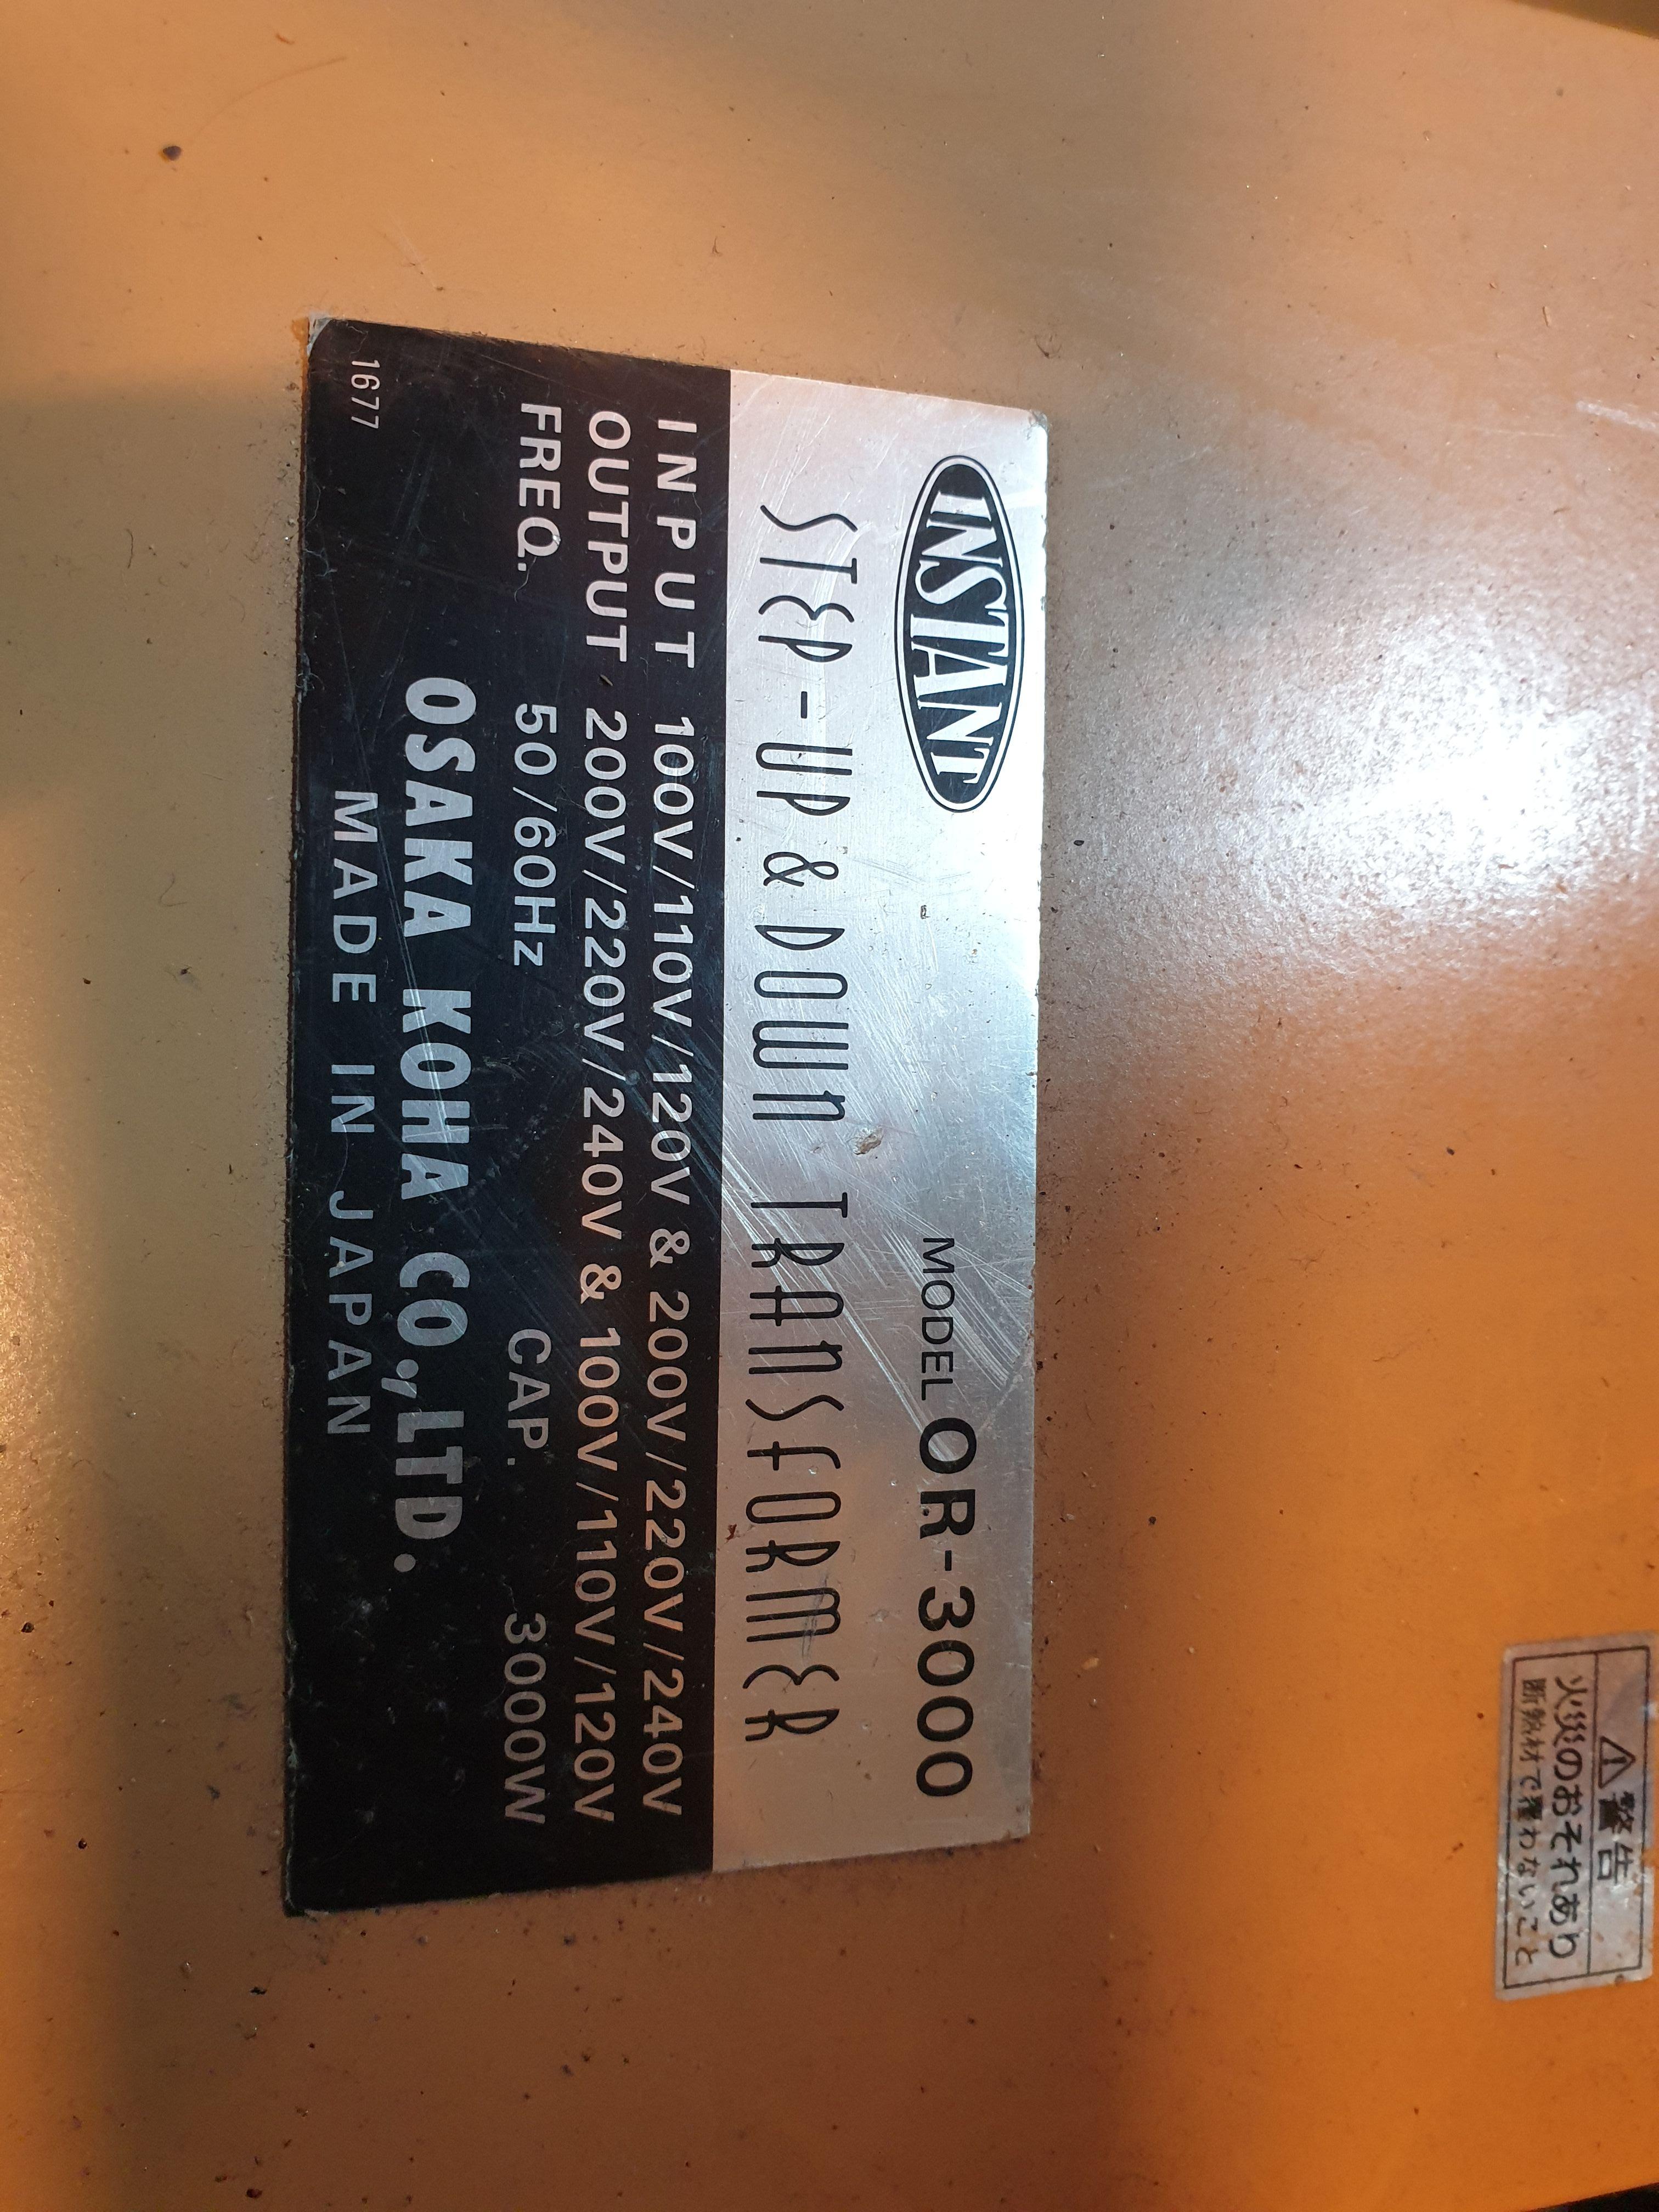 INSTANT
MODEL OR-3000
STEP-UP & DOWN TRANSFORMER
INPUT 100V/110V/120V & 200V/220V/240V
OUTPUT 200V/220V/240V & 100V/110V/120V
FREQ. 50/60Hz CAP. 3000W
OSAKA KOHA CO.,LTD.
MADE IN JAPAN
1677
⚠警告
火災のおそれあり
断熱材で覆わないこと